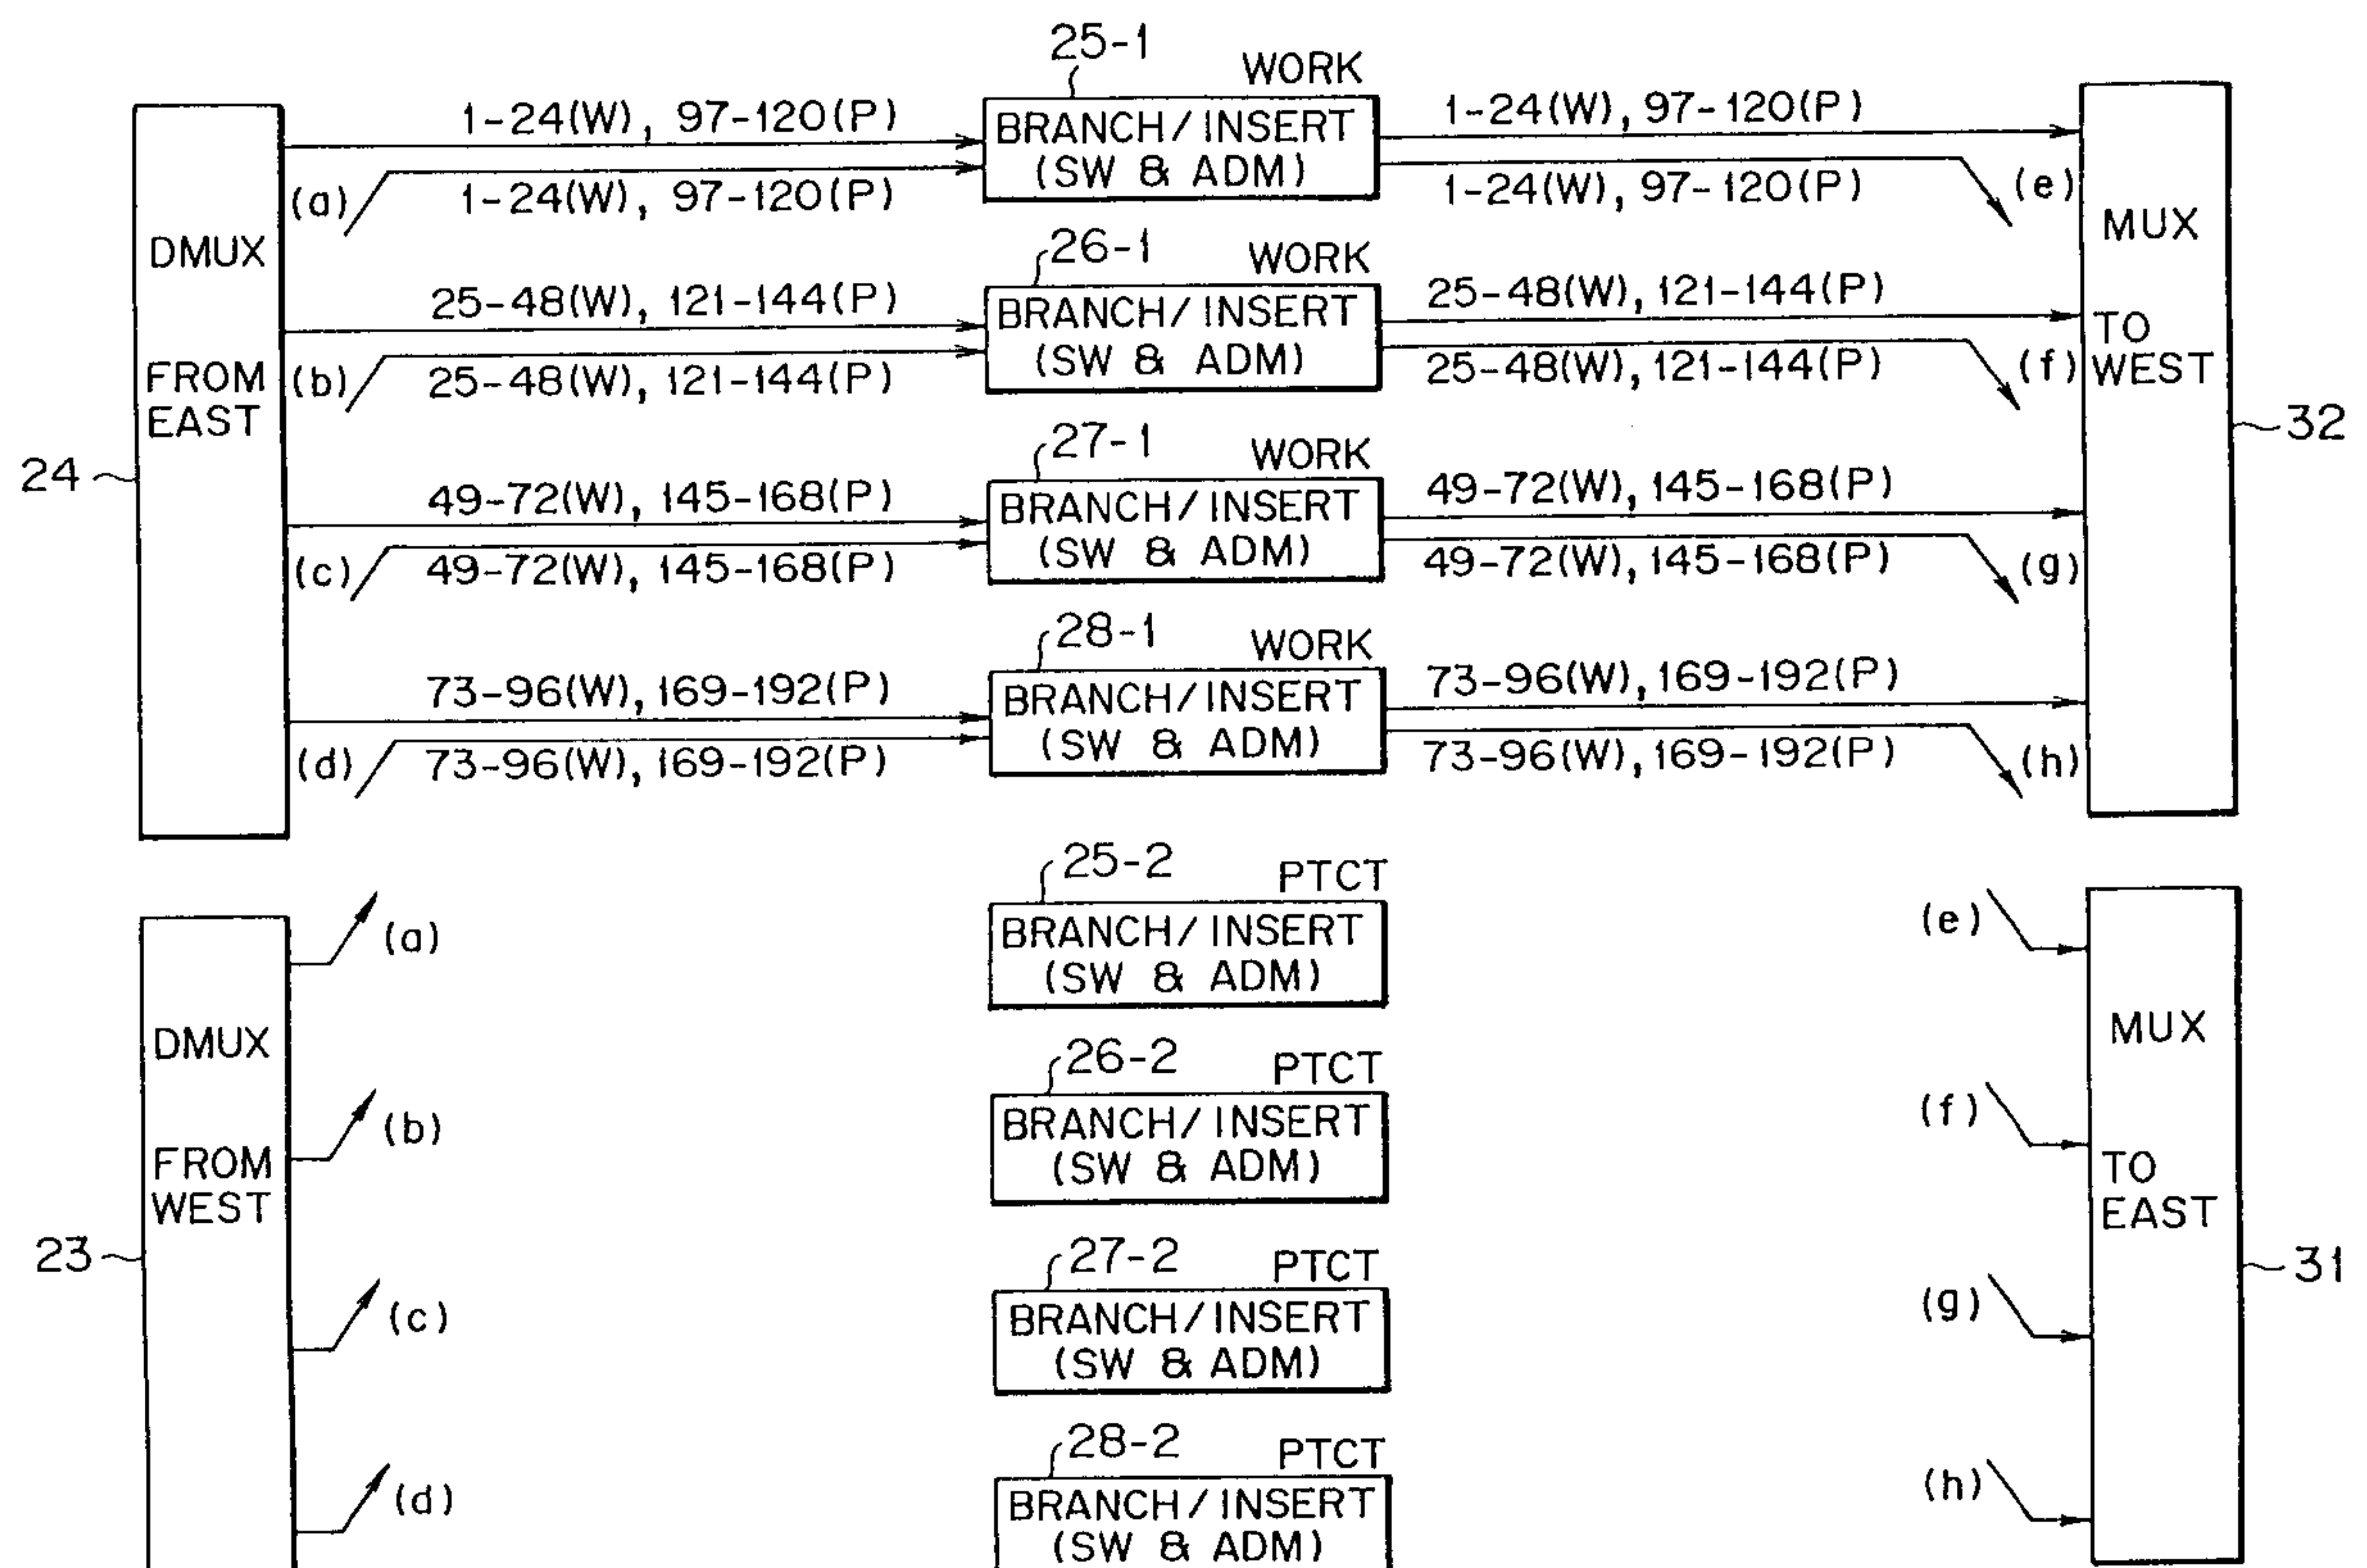 25-1
WORK
1-24(W), 97-120(P)
BRANCH/INSERT
(SW & ADM)
1-24(W), 97-120(P)
(a)
1-24(W), 97-120(P)
1-24(W), 97-120(P)
(e)
DMUX
FROM
EAST
24
MUX
TO
WEST
32
26-1
WORK
25-48(W), 121-144(P)
BRANCH/INSERT
(SW & ADM)
25-48(W), 121-144(P)
(b)
25-48(W), 121-144(P)
25-48(W), 121-144(P)
(f)
27-1
WORK
49-72(W), 145-168(P)
BRANCH/INSERT
(SW & ADM)
49-72(W), 145-168(P)
(c)
49-72(W), 145-168(P)
49-72(W), 145-168(P)
(g)
28-1
WORK
73-96(W), 169-192(P)
BRANCH/INSERT
(SW & ADM)
73-96(W), 169-192(P)
(d)
73-96(W), 169-192(P)
73-96(W), 169-192(P)
(h)
25-2
PTCT
BRANCH/INSERT
(SW & ADM)
(a)
(e)
DMUX
FROM
WEST
23
MUX
TO
EAST
31
26-2
PTCT
BRANCH/INSERT
(SW & ADM)
(b)
(f)
27-2
PTCT
BRANCH/INSERT
(SW & ADM)
(c)
(g)
28-2
PTCT
BRANCH/INSERT
(SW & ADM)
(d)
(h)